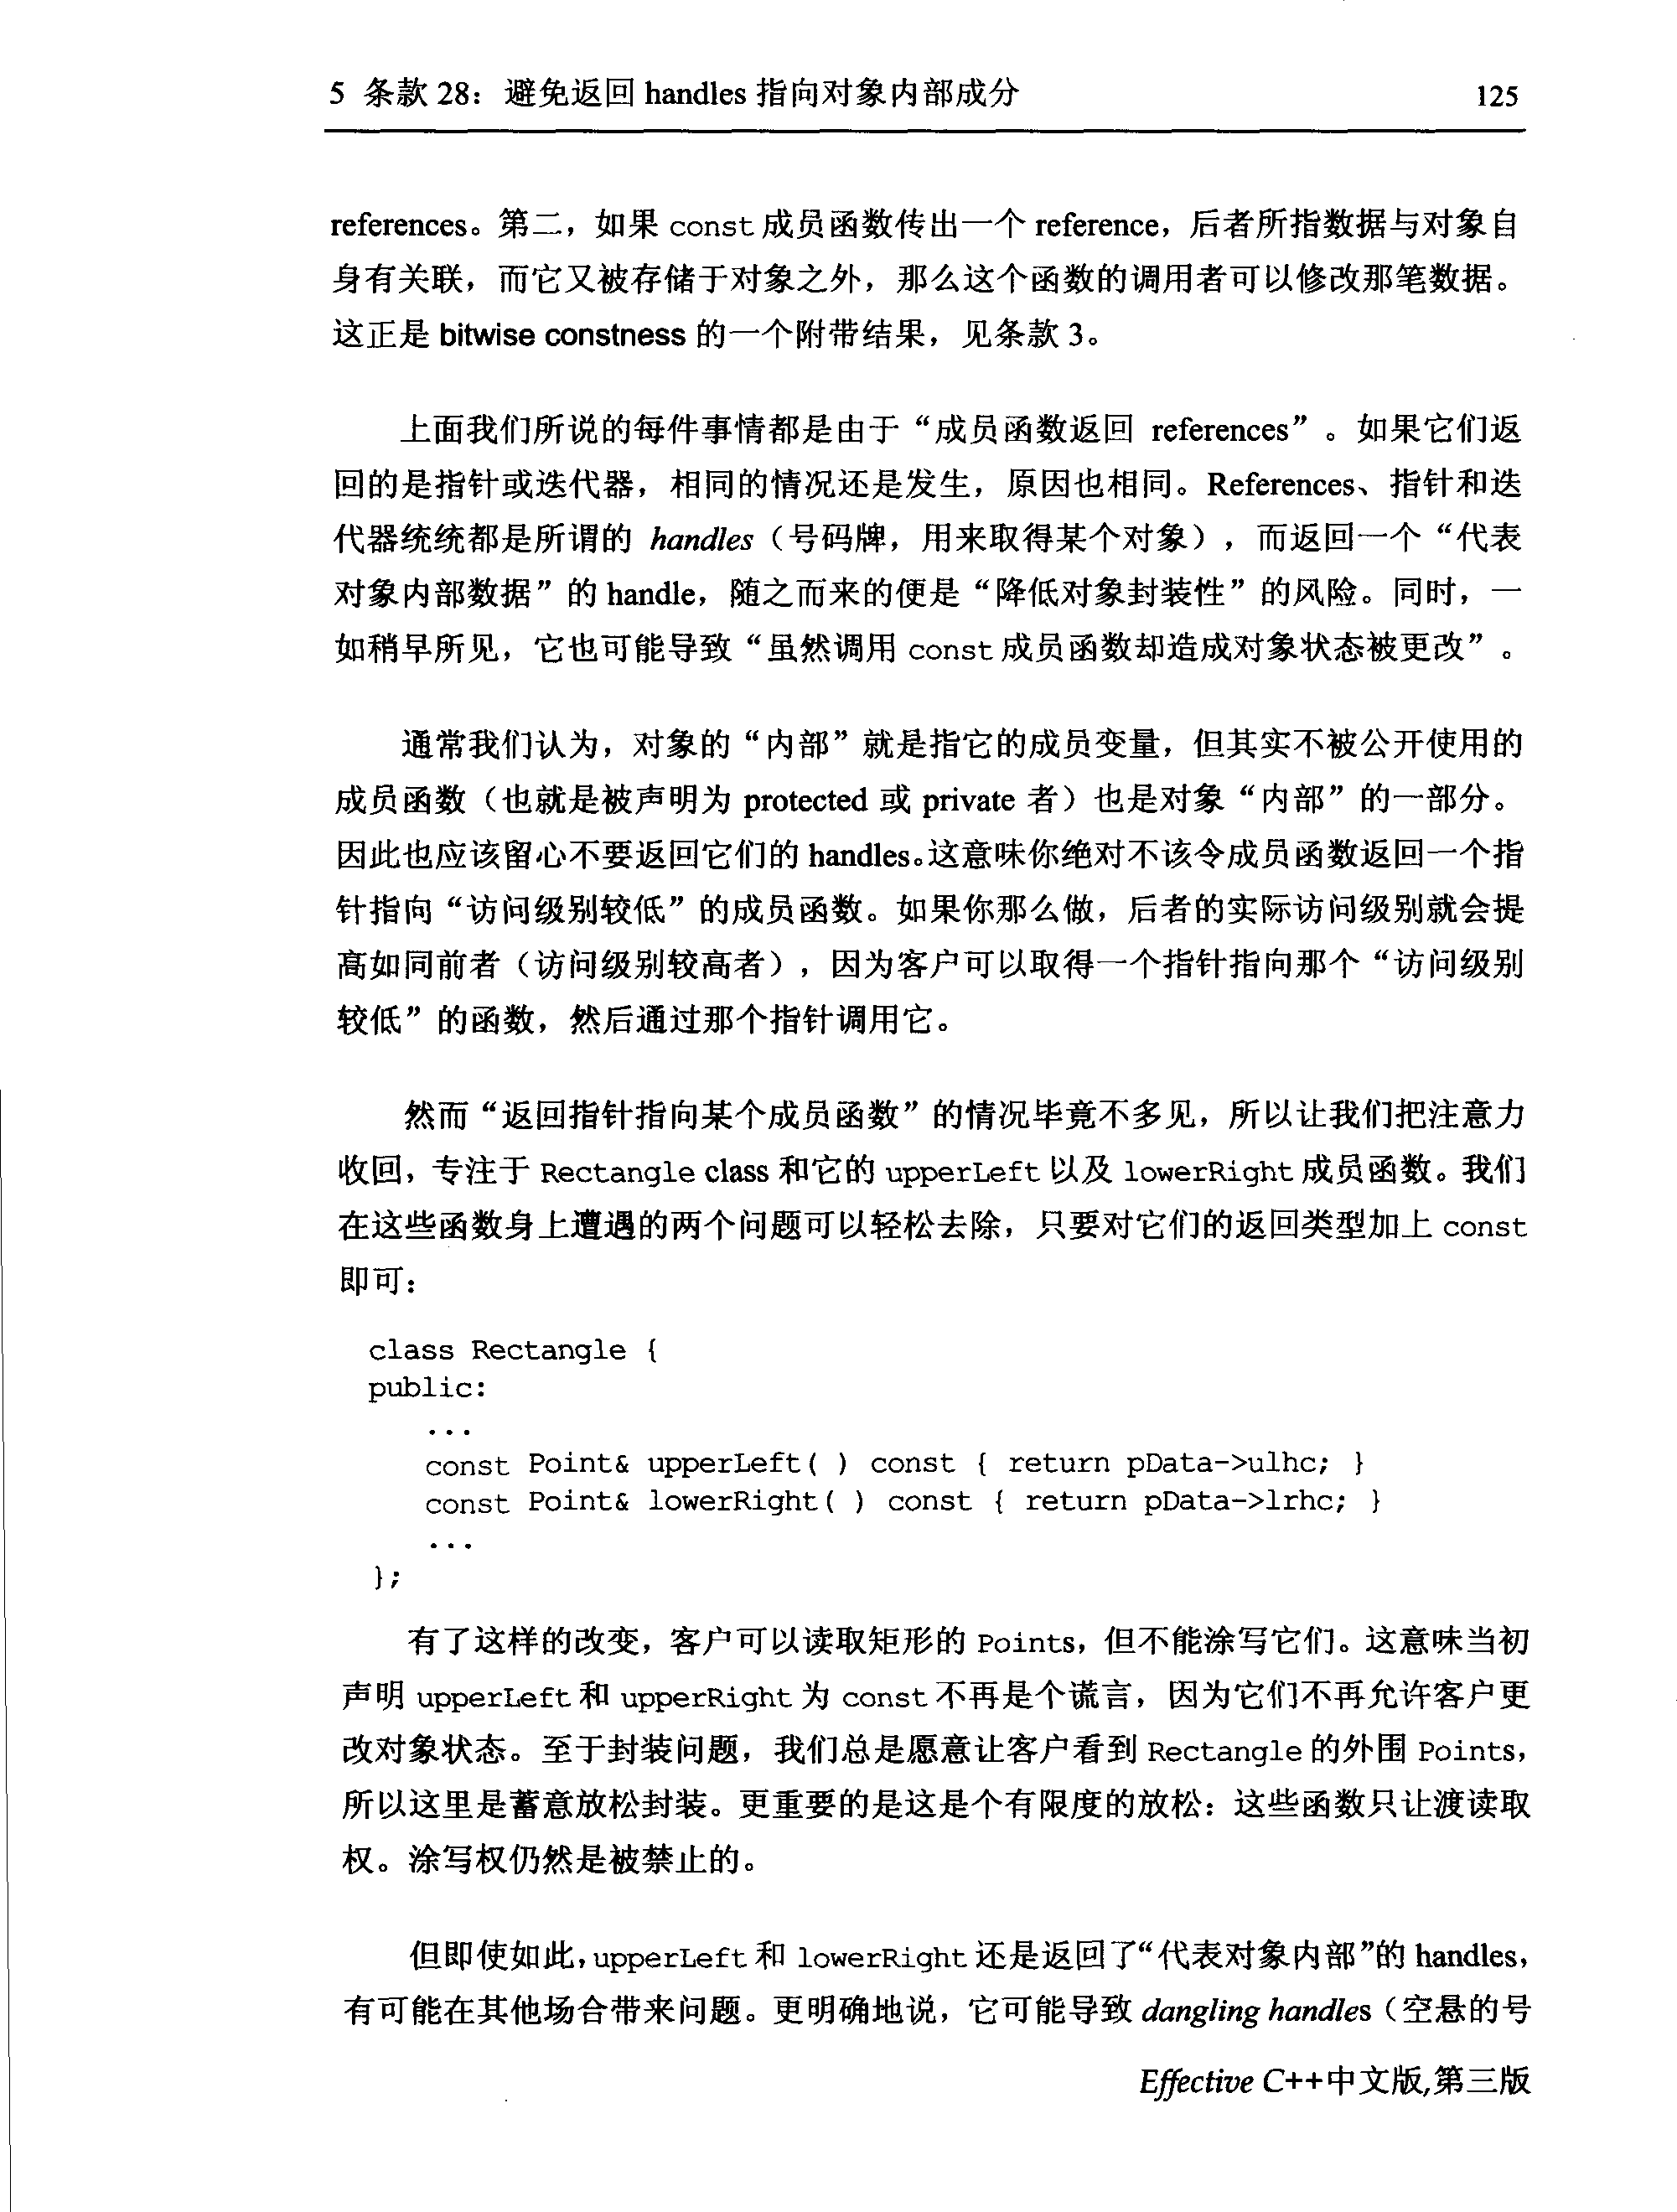 5 条款 28：避免返回 handles 指向对象内部成分 125
references。第二，如果 const 成员函数传出一个 reference，后者所指数据与对象自
身有关联，而它又被存储于对象之外，那么这个函数的调用者可以修改那笔数据。
这正是 bitwise constness 的一个附带结果，见条款 3。
上面我们所说的每件事情都是由于“成员函数返回 references”。如果它们返
回的是指针或迭代器，相同的情况还是发生，原因也相同。References、指针和迭
代器统统都是所谓的 handles（号码牌，用来取得某个对象），而返回一个“代表
对象内部数据”的 handle，随之而来的便是“降低对象封装性”的风险。同时，一
如稍早所见，它也可能导致“虽然调用 const 成员函数却造成对象状态被更改”。
通常我们认为，对象的“内部”就是指它的成员变量，但其实不被公开使用的
成员函数（也就是被声明为 protected 或 private 者）也是对象“内部”的一部分。
因此也应该留心不要返回它们的 handles。这意味你绝对不该令成员函数返回一个指
针指向“访问级别较低”的成员函数。如果你那么做，后者的实际访问级别就会提
高如同前者（访问级别较高者），因为客户可以取得一个指针指向那个“访问级别
较低”的函数，然后通过那个指针调用它。
然而“返回指针指向某个成员函数”的情况毕竟不多见，所以让我们把注意力
收回，专注于 Rectangle class 和它的 upperLeft 以及 lowerRight 成员函数。我们
在这些函数身上遭遇的两个问题可以轻松去除，只要对它们的返回类型加上 const
即可：
class Rectangle {
public:
...
const Point& upperLeft( ) const { return pData->ulhc; }
const Point& lowerRight( ) const { return pData->lrhc; }
...
};
有了这样的改变，客户可以读取矩形的 Points，但不能涂写它们。这意味当初
声明 upperLeft 和 upperRight 为 const 不再是个谎言，因为它们不再允许客户更
改对象状态。至于封装问题，我们总是愿意让客户看到 Rectangle 的外围 Points，
所以这里是蓄意放松封装。更重要的是这是个有限度的放松：这些函数只让渡读取
权。涂写权仍然是被禁止的。
但即使如此，upperLeft 和 lowerRight 还是返回了“代表对象内部”的 handles，
有可能在其他场合带来问题。更明确地说，它可能导致 dangling handles（空悬的号
Effective C++中文版,第三版